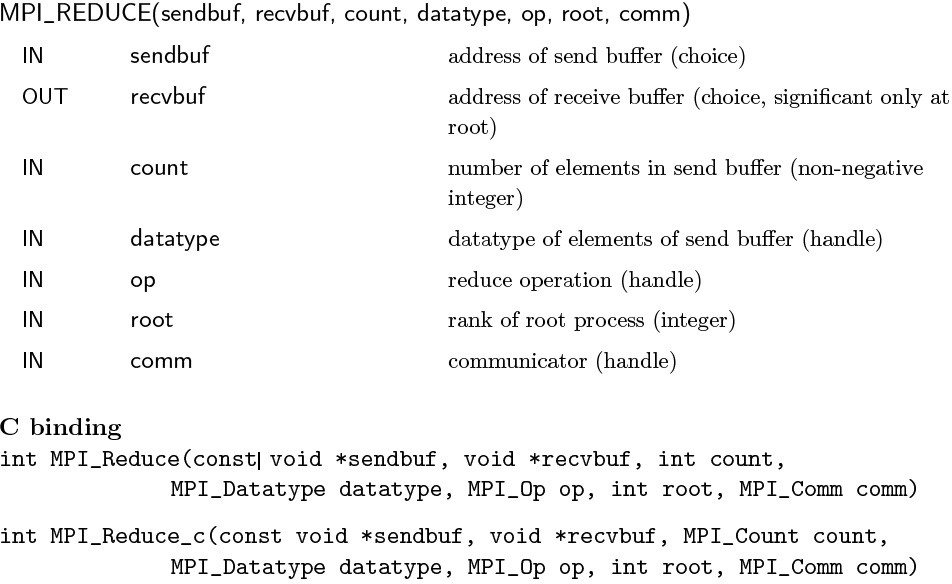 MPI_REDUCE(sendbuf, recvbuf, count, datatype, op, root, comm)
IN sendbuf address of send buffer (choice)
OUT recvbuf address of receive buffer (choice, significant only at
root)
IN count number of elements in send buffer (non-negative
integer)
IN datatype datatype of elements of send buffer (handle)
IN op reduce operation (handle)
IN root rank of root process (integer)
IN comm communicator (handle)
C binding
int MPI_Reduce(const void *sendbuf, void *recvbuf, int count,
MPI_Datatype datatype, MPI_Op op, int root, MPI_Comm comm)
int MPI_Reduce_c(const void *sendbuf, void *recvbuf, MPI_Count count,
MPI_Datatype datatype, MPI_Op op, int root, MPI_Comm comm)